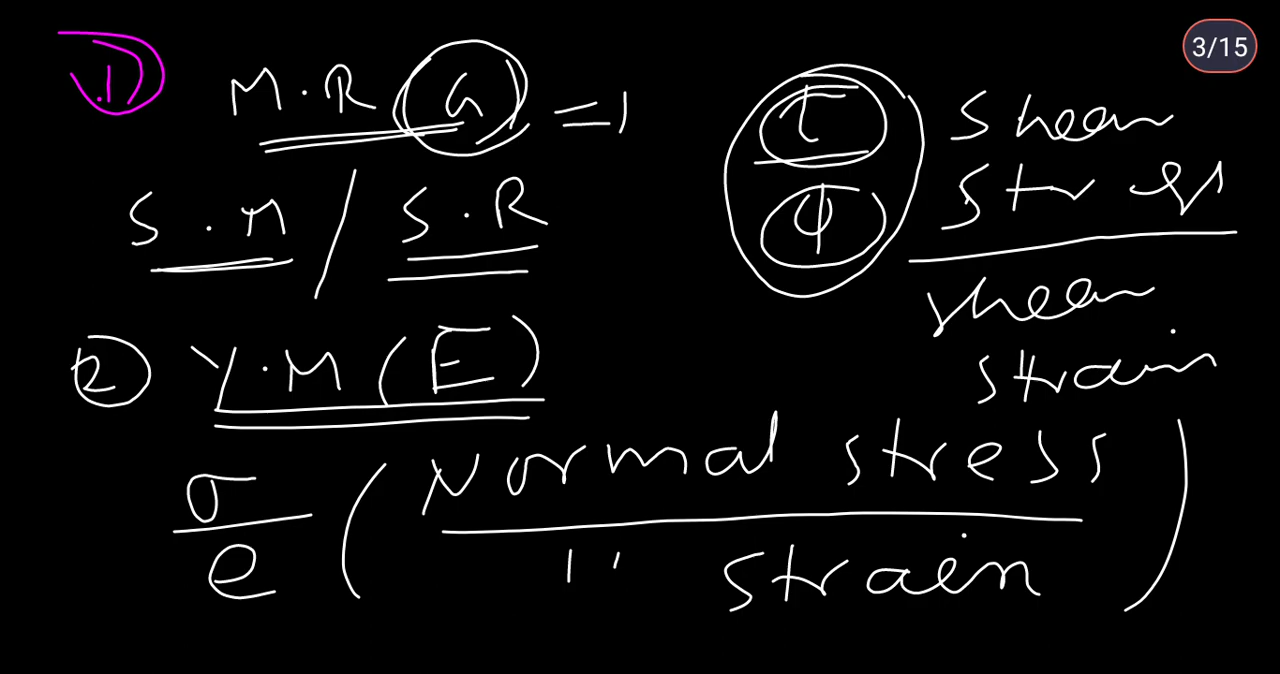 3/15
1) M.R (G) = 1
τ
φ
Shear
Stress
shear
strain
S.M / S.R
2 Y.M (E)
σ
e
( Normal stress
" strain )